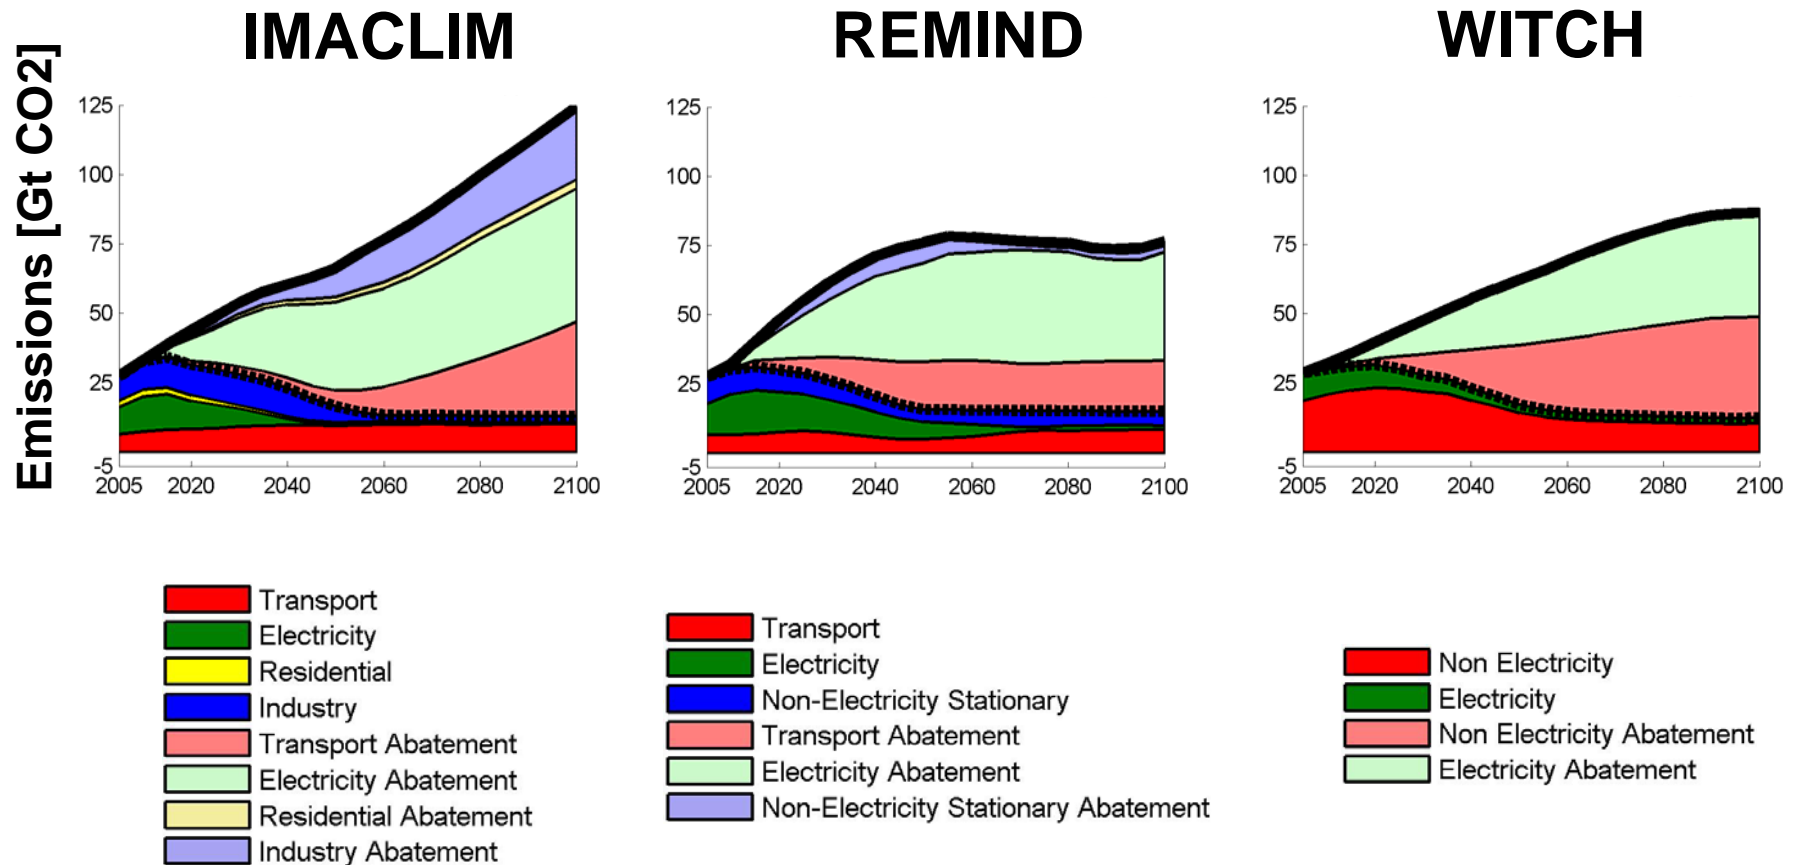 IMACLIM
REMIND
WITCH
Emissions [Gt CO2]
125
100
75
50
25
-5
2005
2020
2040
2060
2080
2100
125
100
75
50
25
-5
2005
2020
2040
2060
2080
2100
125
100
75
50
25
-5
2005
2020
2040
2060
2080
2100
Transport
Electricity
Residential
Industry
Transport Abatement
Electricity Abatement
Residential Abatement
Industry Abatement
Transport
Electricity
Non-Electricity Stationary
Transport Abatement
Electricity Abatement
Non-Electricity Stationary Abatement
Non Electricity
Electricity
Non Electricity Abatement
Electricity Abatement